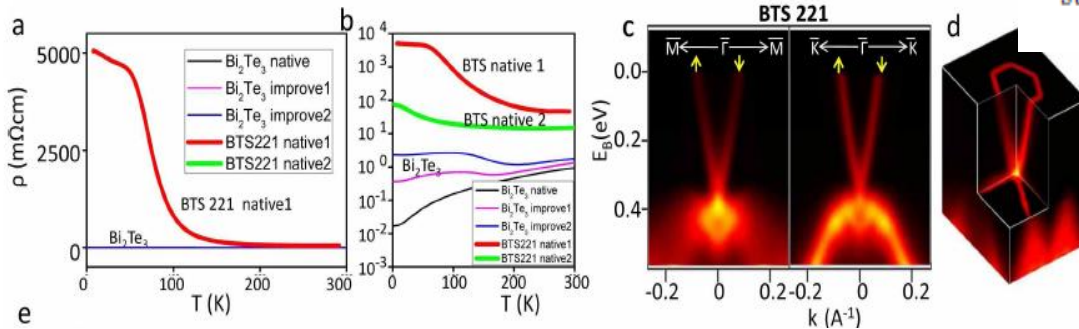 a
5000
2500
0
ρ (mΩcm)
Bi2Te3 native
Bi2Te3 improve1
Bi2Te3 improve2
BTS221 native1
BTS221 native2
BTS 221 native1
Bi2Te3
0
100
200
300
T (K)
b
10^4
10^3
10^2
10^1
10^0
10^-1
10^-2
10^-3
BTS native 1
BTS native 2
Bi2Te3
Bi2Te3 native
Bi2Te3 improve1
Bi2Te3 improve2
BTS221 native1
BTS221 native2
0
100
200
300
T (K)
BTS 221
c
M̅ Γ̅ M̅
K̅ Γ̅ K̅
0.0
0.2
0.4
E_B(eV)
-0.2 0 0.2
-0.2 0 0.2
k (A^-1)
d
e